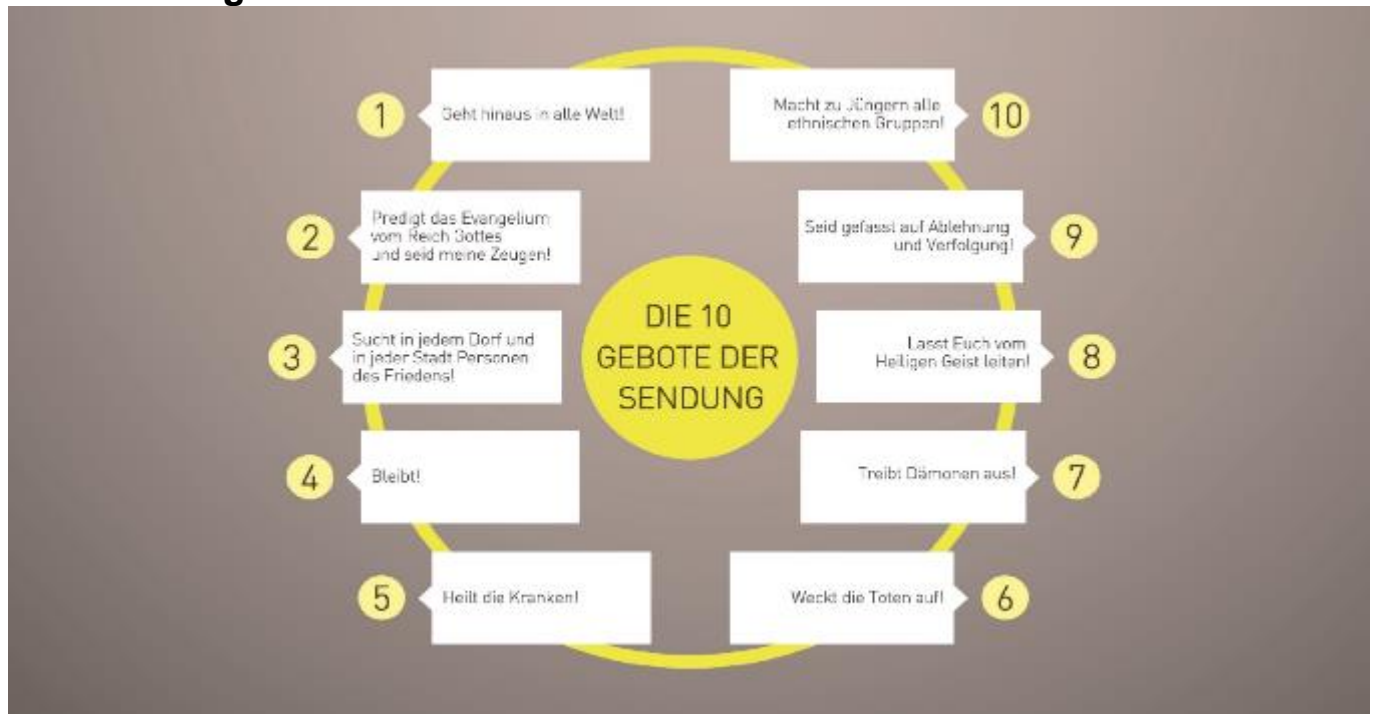 DIE 10
GEBOTE DER
SENDUNG
1
Geht hinaus in alle Welt!
2
Predigt das Evangelium
vom Reich Gottes
und seid meine Zeugen!
3
Sucht in jedem Dorf und
in jeder Stadt Personen
des Friedens!
4
Bleibt!
5
Heilt die Kranken!
6
Weckt die Toten auf!
7
Treibt Dämonen aus!
8
Lasst Euch vom
Heiligen Geist leiten!
9
Seid gefasst auf Ablehnung
und Verfolgung!
10
Macht zu Jüngern alle
ethnischen Gruppen!